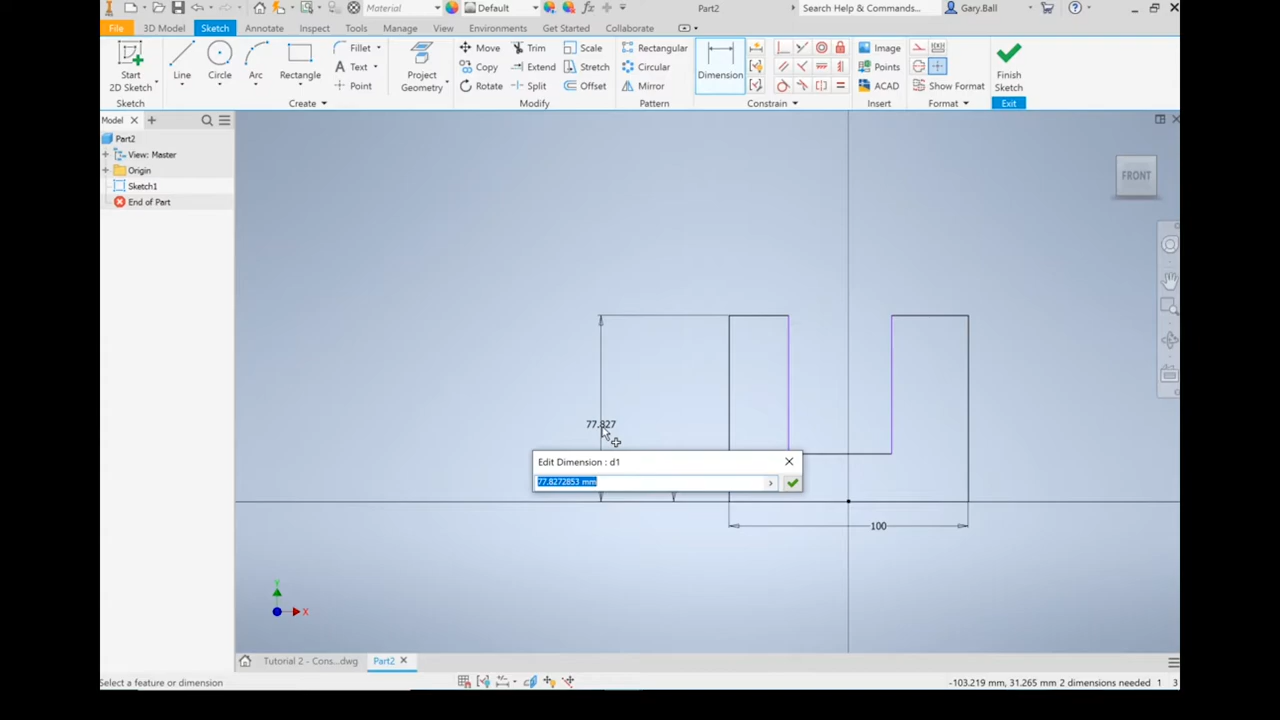 Material
Default
Part2
Search Help & Commands...
Gary.Ball
File 3D Model Sketch Annotate Inspect Tools Manage View Environments Get Started Collaborate
Start
2D Sketch
Line
Circle
Arc
Rectangle
Fillet
Text
Point
Project
Geometry
Move Trim Scale
Copy Extend Stretch
Rotate Split Offset
Rectangular
Circular
Mirror
Dimension
Image
Points
ACAD
Show Format
Finish
Sketch
Sketch Create Modify Pattern Constrain Insert Format Exit
Model
Part2
View: Master
Origin
Sketch1
End of Part
FRONT
77.827
Edit Dimension : d1
77.8272853 mm
100
Y
X
Tutorial 2 - Cons...dwg
Part2
Select a feature or dimension
-103.219 mm, 31.265 mm 2 dimensions needed 1 3